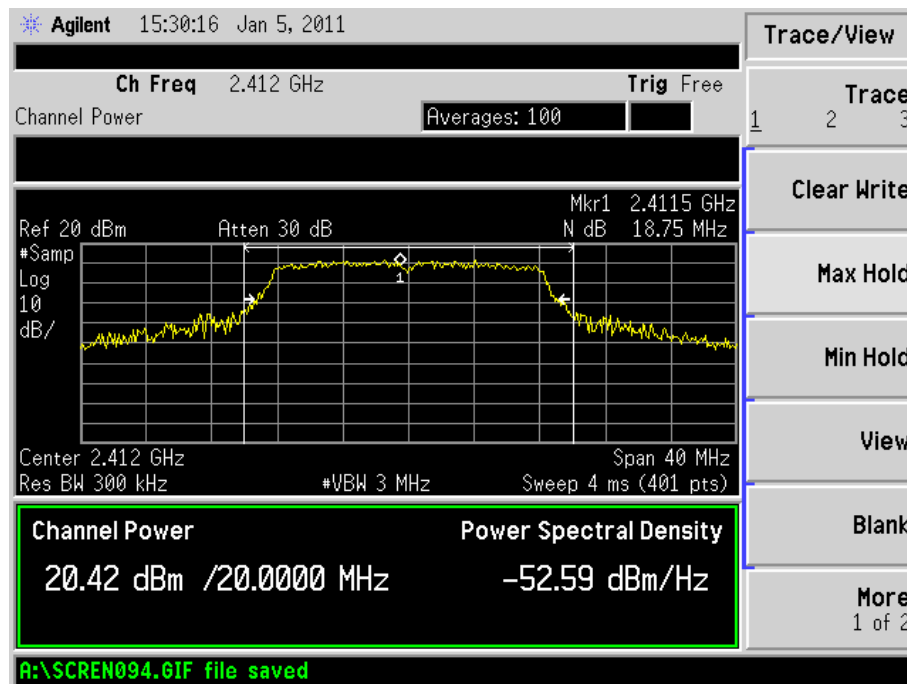 Agilent 15:30:16 Jan 5, 2011
Trace/View
Ch Freq 2.412 GHz Trig Free
Channel Power Averages: 100
Trace
1 2 3
Clear Write
Mkr1 2.4115 GHz
Ref 20 dBm Atten 30 dB N dB 18.75 MHz
#Samp
Log
10
dB/
1
Max Hold
Min Hold
Center 2.412 GHz Span 40 MHz
Res BW 300 kHz #VBW 3 MHz Sweep 4 ms (401 pts)
View
Channel Power Power Spectral Density
20.42 dBm /20.0000 MHz -52.59 dBm/Hz
Blank
More
1 of 2
A:\SCREN094.GIF file saved